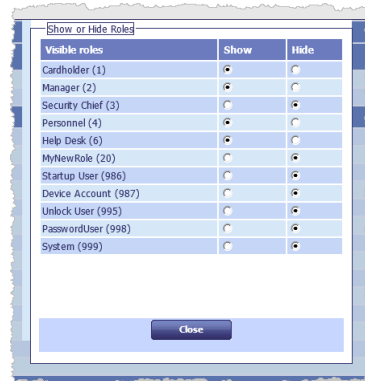 Show or Hide Roles
Visible roles Show Hide
Cardholder (1)
Manager (2)
Security Chief (3)
Personnel (4)
Help Desk (6)
MyNewRole (20)
Startup User (986)
Device Account (987)
Unlock User (995)
PasswordUser (998)
System (999)
Close